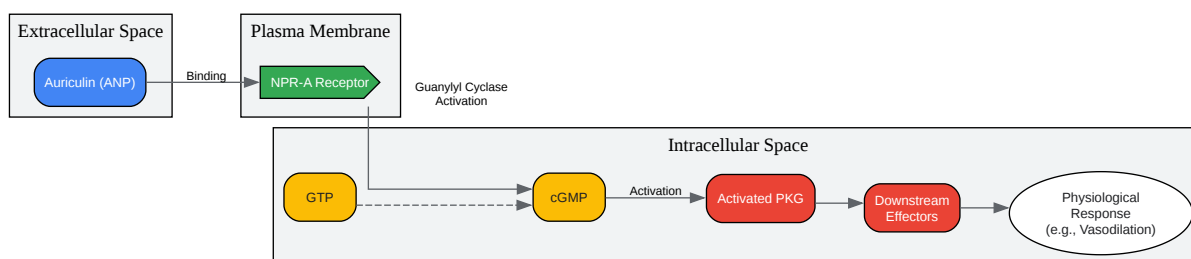 Extracellular Space
Auriculin (ANP)
Binding
Plasma Membrane
NPR-A Receptor
Guanylyl Cyclase
Activation
Intracellular Space
GTP
cGMP
Activation
Activated PKG
Downstream
Effectors
Physiological
Response
(e.g., Vasodilation)